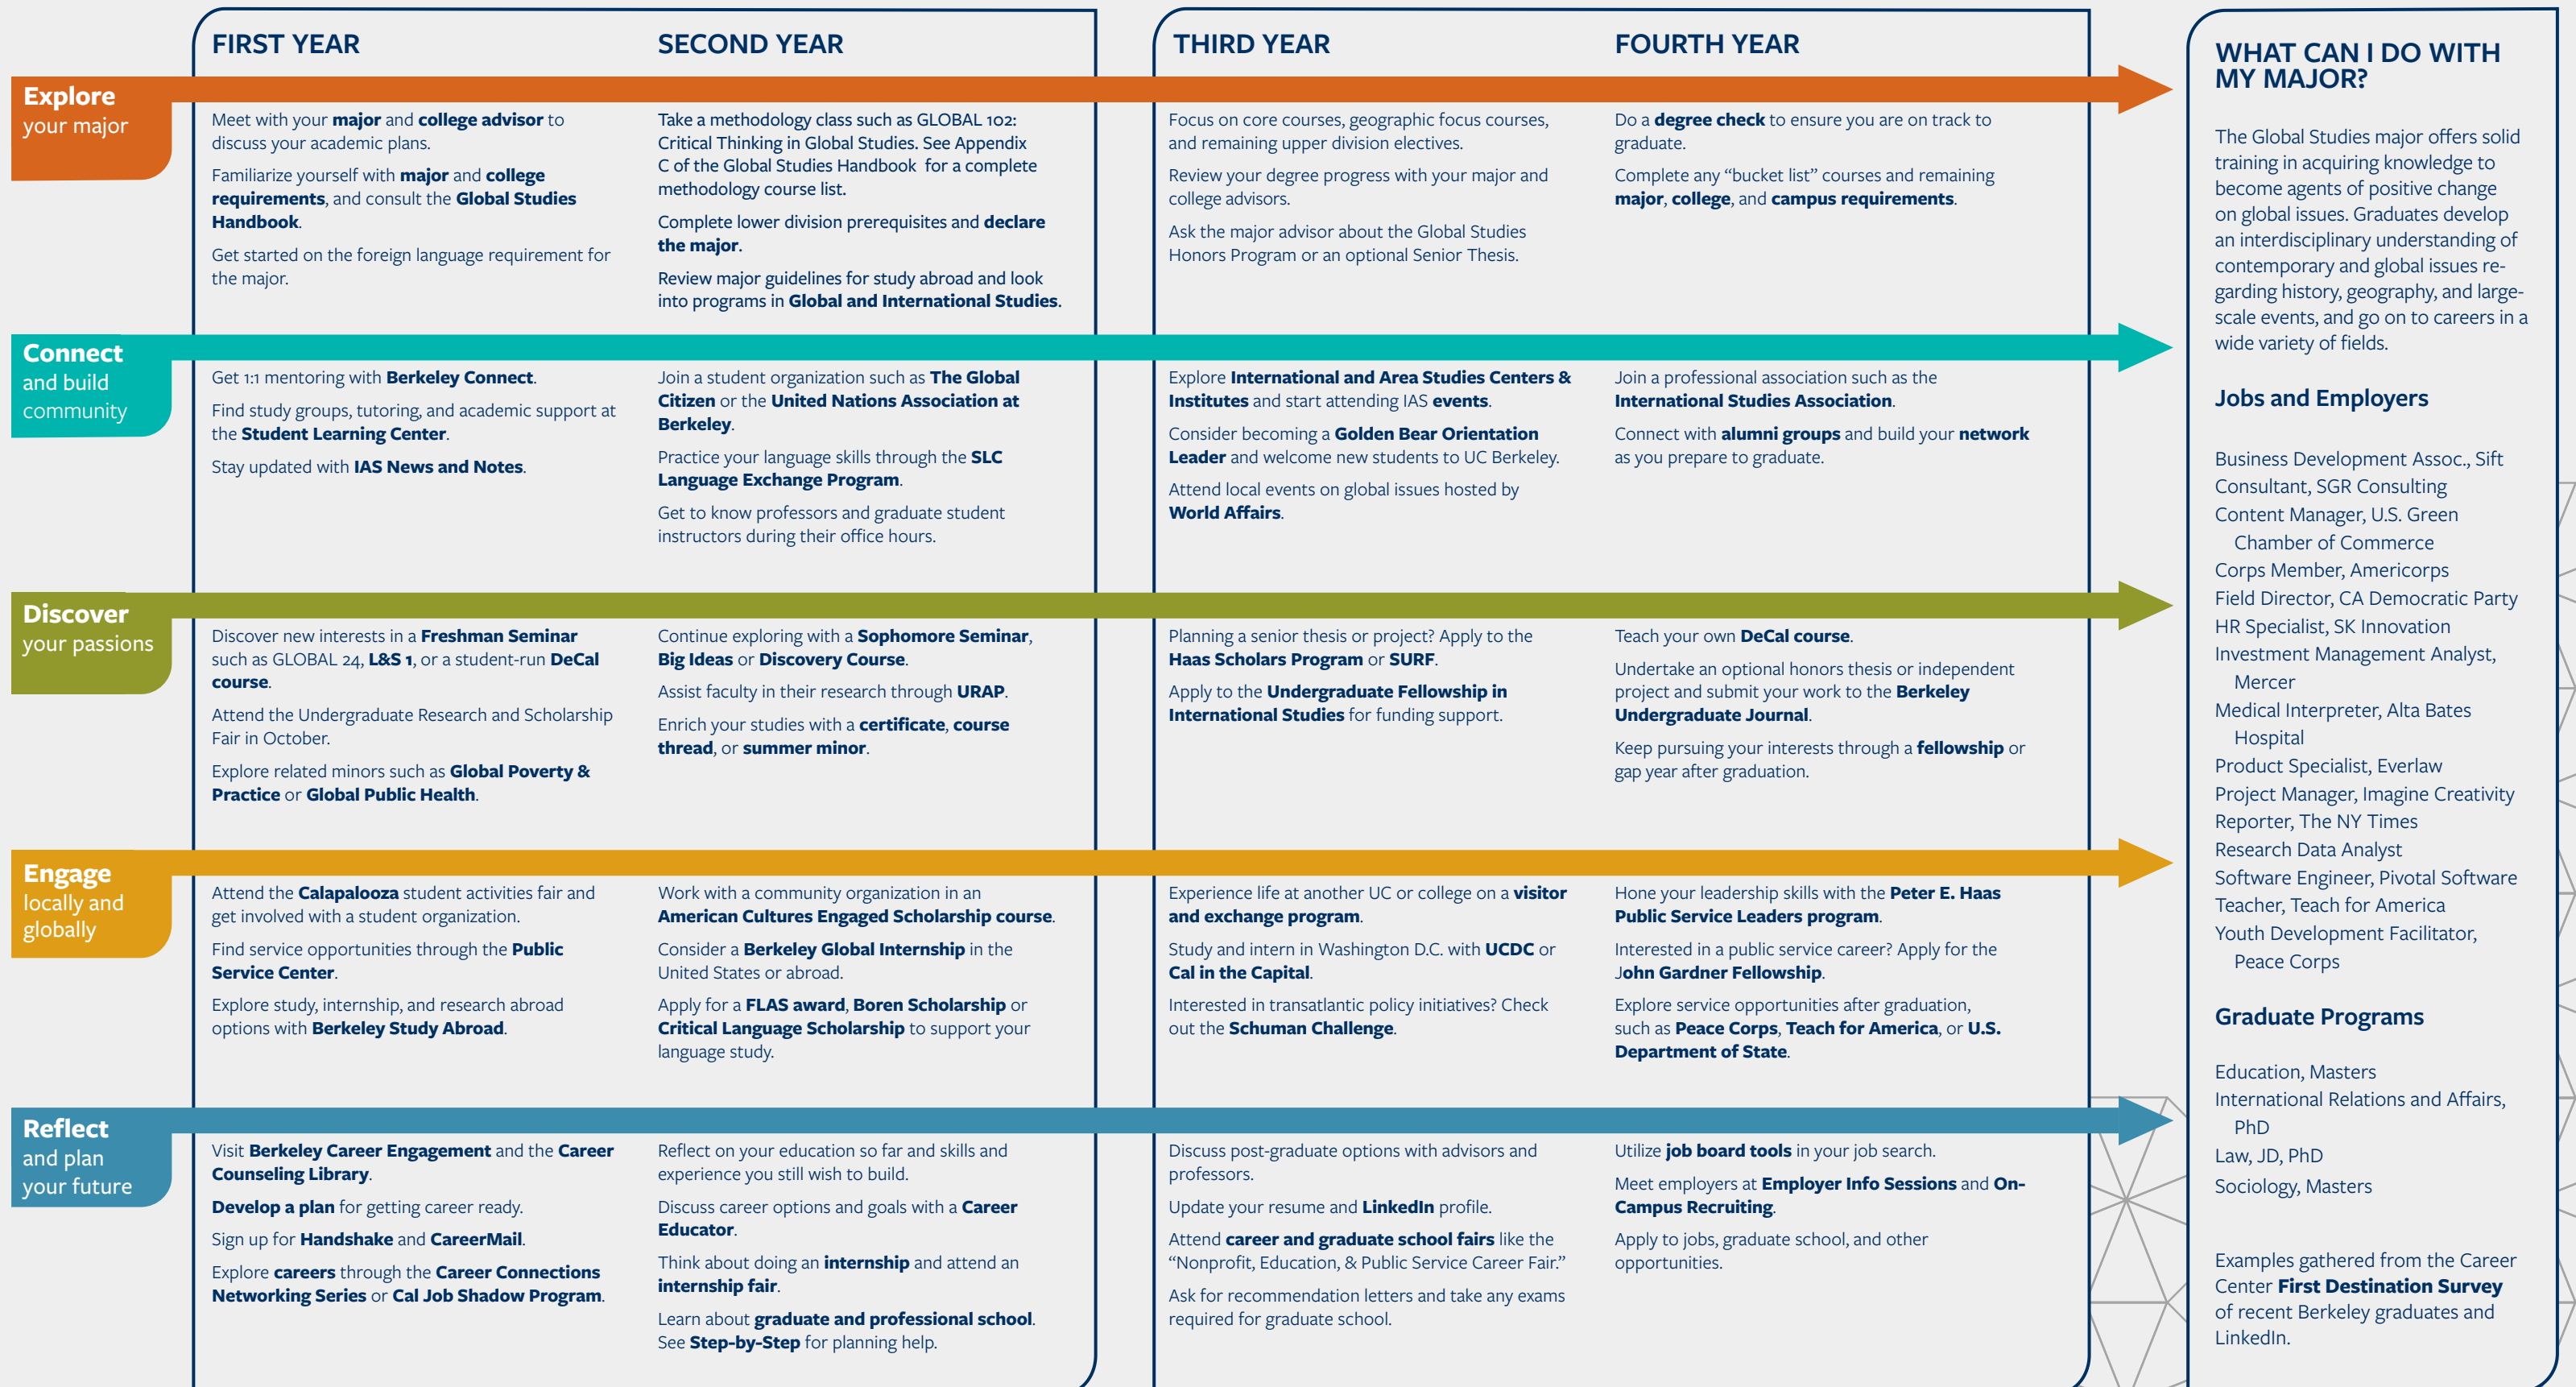 FIRST YEAR
SECOND YEAR
THIRD YEAR
FOURTH YEAR
Explore
your major
Meet with your major and college advisor to
discuss your academic plans.
Familiarize yourself with major and college
requirements, and consult the Global Studies
Handbook.
Get started on the foreign language requirement for
the major.
Take a methodology class such as GLOBAL 102:
Critical Thinking in Global Studies. See Appendix
C of the Global Studies Handbook for a complete
methodology course list.
Complete lower division prerequisites and declare
the major.
Review major guidelines for study abroad and look
into programs in Global and International Studies.
Focus on core courses, geographic focus courses,
and remaining upper division electives.
Review your degree progress with your major and
college advisors.
Ask the major advisor about the Global Studies
Honors Program or an optional Senior Thesis.
Do a degree check to ensure you are on track to
graduate.
Complete any “bucket list” courses and remaining
major, college, and campus requirements.
Connect
and build
community
Get 1:1 mentoring with Berkeley Connect.
Find study groups, tutoring, and academic support at
the Student Learning Center.
Stay updated with IAS News and Notes.
Join a student organization such as The Global
Citizen or the United Nations Association at
Berkeley.
Practice your language skills through the SLC
Language Exchange Program.
Get to know professors and graduate student
instructors during their office hours.
Explore International and Area Studies Centers &
Institutes and start attending IAS events.
Consider becoming a Golden Bear Orientation
Leader and welcome new students to UC Berkeley.
Attend local events on global issues hosted by
World Affairs.
Join a professional association such as the
International Studies Association.
Connect with alumni groups and build your network
as you prepare to graduate.
Discover
your passions
Discover new interests in a Freshman Seminar
such as GLOBAL 24, L&S 1, or a student-run DeCal
course.
Attend the Undergraduate Research and Scholarship
Fair in October.
Explore related minors such as Global Poverty &
Practice or Global Public Health.
Continue exploring with a Sophomore Seminar,
Big Ideas or Discovery Course.
Assist faculty in their research through URAP.
Enrich your studies with a certificate, course
thread, or summer minor.
Planning a senior thesis or project? Apply to the
Haas Scholars Program or SURF.
Apply to the Undergraduate Fellowship in
International Studies for funding support.
Teach your own DeCal course.
Undertake an optional honors thesis or independent
project and submit your work to the Berkeley
Undergraduate Journal.
Keep pursuing your interests through a fellowship or
gap year after graduation.
Engage
locally and
globally
Attend the Calapalooza student activities fair and
get involved with a student organization.
Find service opportunities through the Public
Service Center.
Explore study, internship, and research abroad
options with Berkeley Study Abroad.
Work with a community organization in an
American Cultures Engaged Scholarship course.
Consider a Berkeley Global Internship in the
United States or abroad.
Apply for a FLAS award, Boren Scholarship or
Critical Language Scholarship to support your
language study.
Experience life at another UC or college on a visitor
and exchange program.
Study and intern in Washington D.C. with UCDC or
Cal in the Capital.
Interested in transatlantic policy initiatives? Check
out the Schuman Challenge.
Hone your leadership skills with the Peter E. Haas
Public Service Leaders program.
Interested in a public service career? Apply for the
John Gardner Fellowship.
Explore service opportunities after graduation,
such as Peace Corps, Teach for America, or U.S.
Department of State.
Reflect
and plan
your future
Visit Berkeley Career Engagement and the Career
Counseling Library.
Develop a plan for getting career ready.
Sign up for Handshake and CareerMail.
Explore careers through the Career Connections
Networking Series or Cal Job Shadow Program.
Reflect on your education so far and skills and
experience you still wish to build.
Discuss career options and goals with a Career
Educator.
Think about doing an internship and attend an
internship fair.
Learn about graduate and professional school.
See Step-by-Step for planning help.
Discuss post-graduate options with advisors and
professors.
Update your resume and LinkedIn profile.
Attend career and graduate school fairs like the
“Nonprofit, Education, & Public Service Career Fair.”
Ask for recommendation letters and take any exams
required for graduate school.
Utilize job board tools in your job search.
Meet employers at Employer Info Sessions and On-
Campus Recruiting.
Apply to jobs, graduate school, and other
opportunities.
WHAT CAN I DO WITH
MY MAJOR?
The Global Studies major offers solid
training in acquiring knowledge to
become agents of positive change
on global issues. Graduates develop
an interdisciplinary understanding of
contemporary and global issues re-
garding history, geography, and large-
scale events, and go on to careers in a
wide variety of fields.
Jobs and Employers
Business Development Assoc., Sift
Consultant, SGR Consulting
Content Manager, U.S. Green
Chamber of Commerce
Corps Member, Americorps
Field Director, CA Democratic Party
HR Specialist, SK Innovation
Investment Management Analyst,
Mercer
Medical Interpreter, Alta Bates
Hospital
Product Specialist, Everlaw
Project Manager, Imagine Creativity
Reporter, The NY Times
Research Data Analyst
Software Engineer, Pivotal Software
Teacher, Teach for America
Youth Development Facilitator,
Peace Corps
Graduate Programs
Education, Masters
International Relations and Affairs,
PhD
Law, JD, PhD
Sociology, Masters
Examples gathered from the Career
Center First Destination Survey
of recent Berkeley graduates and
LinkedIn.